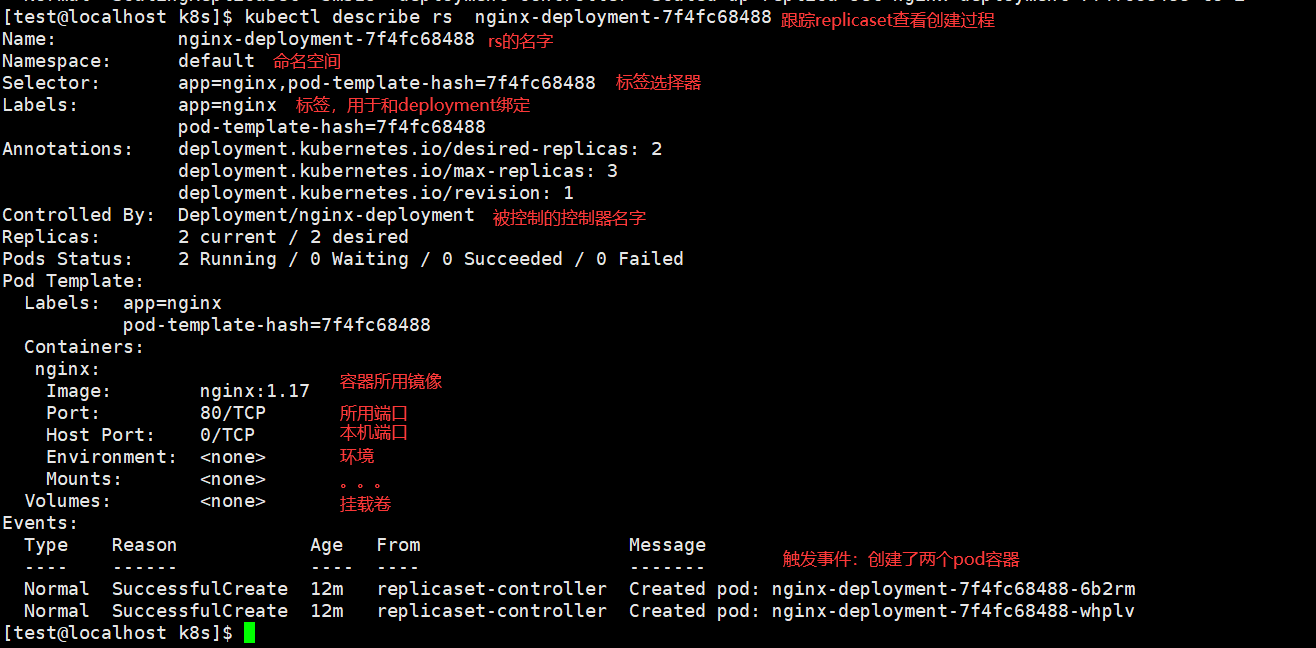 [test@localhost k8s]$ kubectl describe rs  nginx-deployment-7f4fc68488 跟踪replicaset查看创建过程
Name:           nginx-deployment-7f4fc68488 rs的名字
Namespace:      default 命名空间
Selector:       app=nginx,pod-template-hash=7f4fc68488 标签选择器
Labels:         app=nginx 标签，用于和deployment绑定
                pod-template-hash=7f4fc68488
Annotations:    deployment.kubernetes.io/desired-replicas: 2
                deployment.kubernetes.io/max-replicas: 3
                deployment.kubernetes.io/revision: 1
Controlled By:  Deployment/nginx-deployment 被控制的控制器名字
Replicas:       2 current / 2 desired
Pods Status:    2 Running / 0 Waiting / 0 Succeeded / 0 Failed
Pod Template:
  Labels:  app=nginx
           pod-template-hash=7f4fc68488
  Containers:
   nginx:
    Image:        nginx:1.17 容器所用镜像
    Port:         80/TCP 所用端口
    Host Port:    0/TCP 本机端口
    Environment:  <none> 环境
    Mounts:       <none> 。。。
  Volumes:        <none> 挂载卷
Events:
  Type    Reason            Age   From                   Message
  ----    ------            ----  ----                   ------- 触发事件：创建了两个pod容器
  Normal  SuccessfulCreate  12m   replicaset-controller  Created pod: nginx-deployment-7f4fc68488-6b2rm
  Normal  SuccessfulCreate  12m   replicaset-controller  Created pod: nginx-deployment-7f4fc68488-whplv
[test@localhost k8s]$